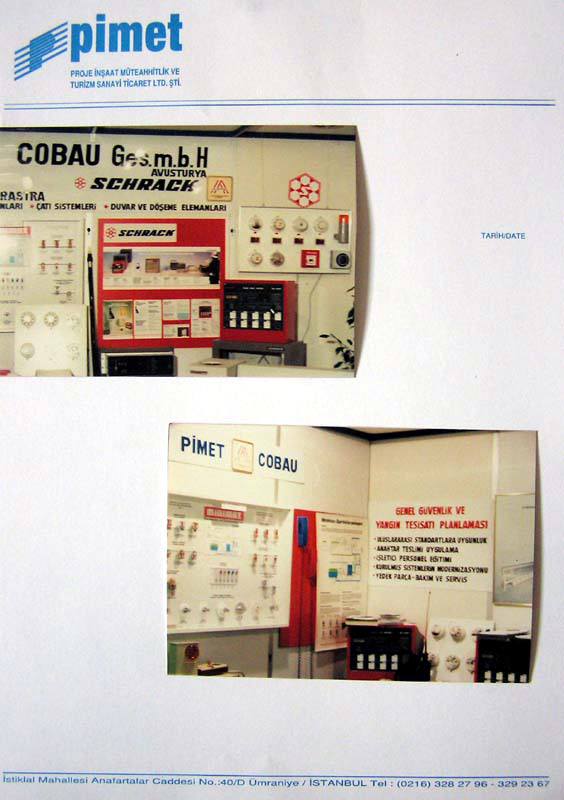 pimet
PROJE İNŞAAT MÜTEAHHİTLİK VE
TURİZM SANAYİ TİCARET LTD. ŞTİ.
COBAU Ges.m.b.H
AVUSTURYA
SCHRACK
RASTRA
NLARI » ÇATI SİSTEMLERİ » DUVAR VE DÖŞEME ELEMANLARI
SCHRACK
TARİH/DATE
PİMET COBAU
MINIMAX
GENEL GÜVENLİK VE
YANGIN TESİSATI PLANLAMASI
• ULUSLARARASI STANDARTLARA UYGUNLUK
• ANAHTAR TESLİMİ UYGULAMA
• İŞLETİCİ PERSONEL EĞİTİMİ
• KURULMUŞ SİSTEMLERİN MODERNİZASYONU
• YEDEK PARÇA - BAKIM VE SERVİS
İstiklal Mahallesi Anafartalar Caddesi No.:40/D Ümraniye / İSTANBUL Tel : (0216) 328 27 96 - 329 23 67